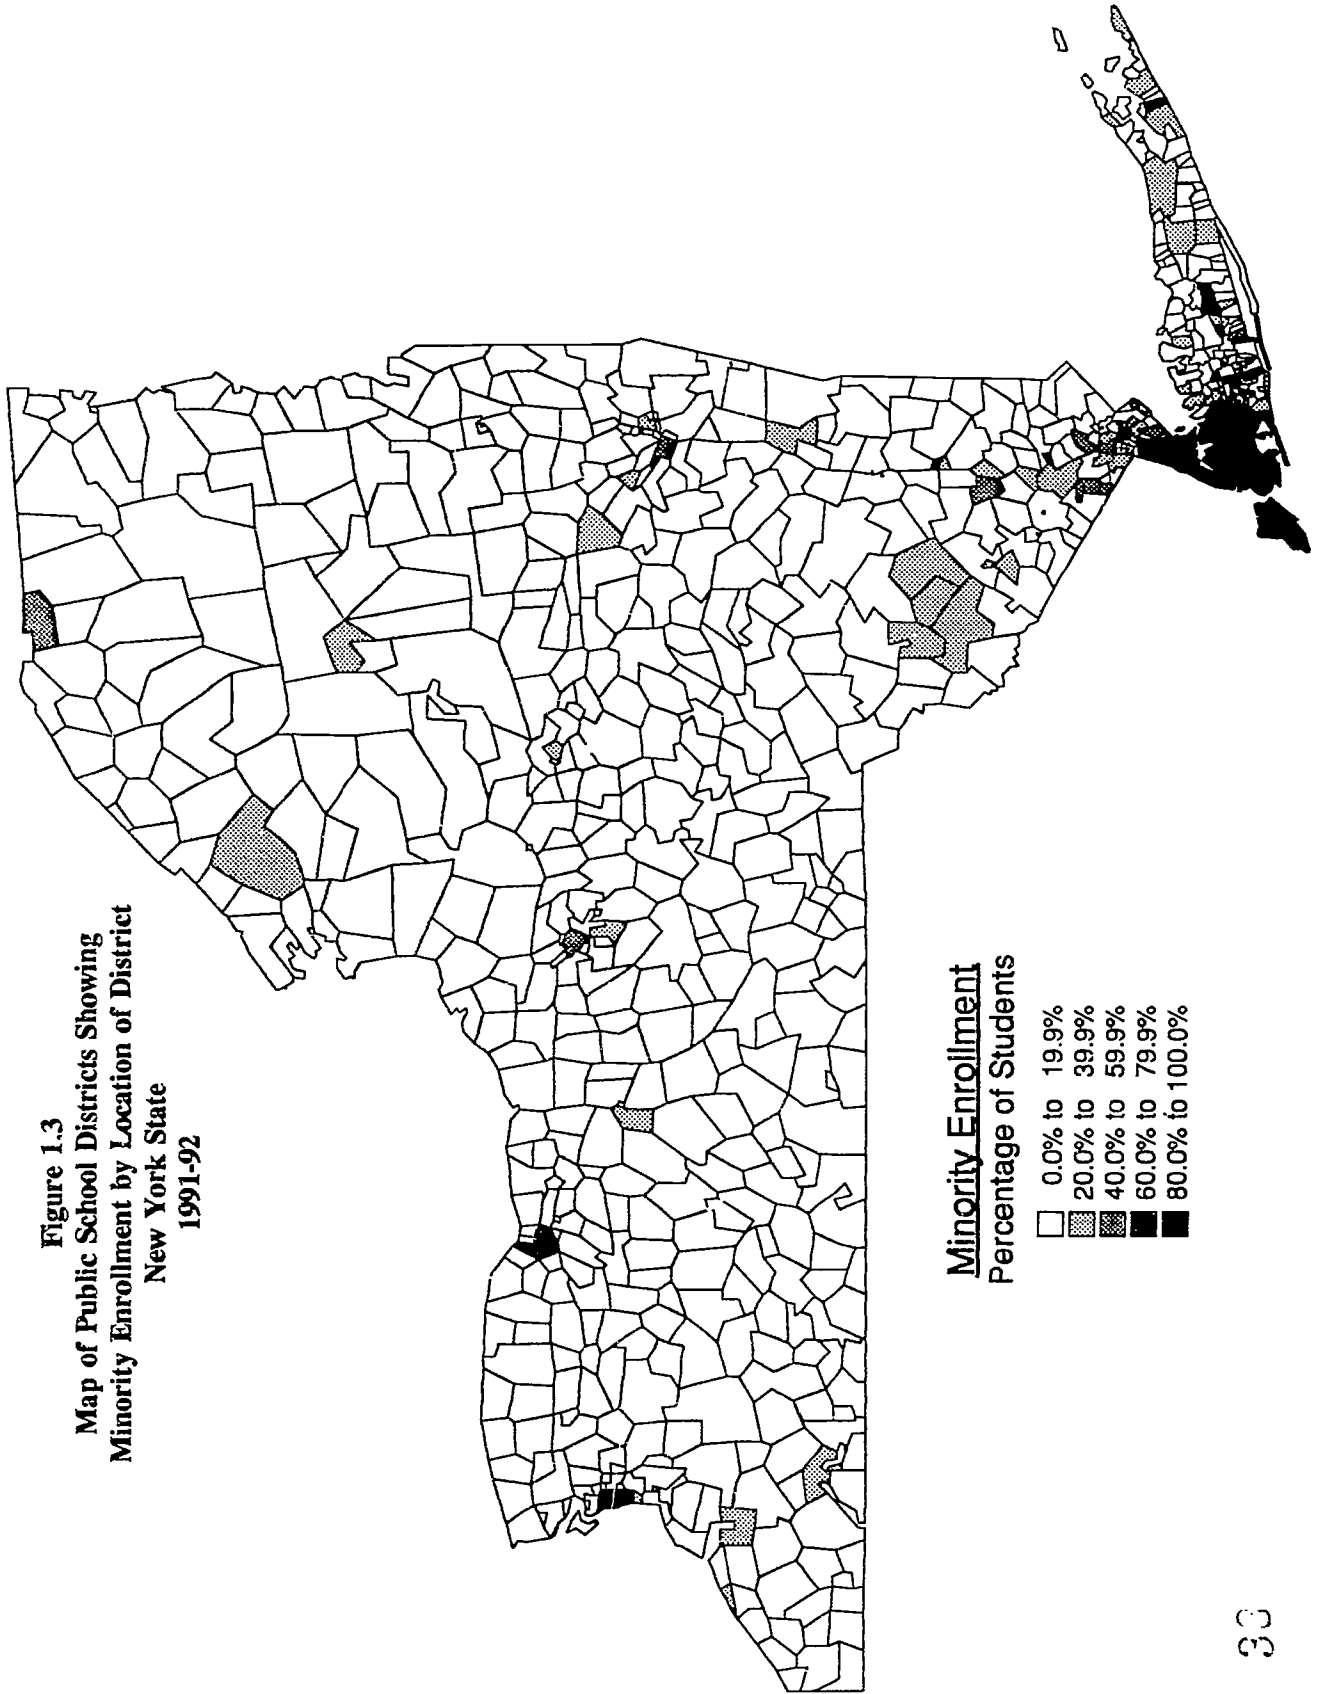 Figure 1.3
Map of Public School Districts Showing
Minority Enrollment by Location of District
New York State
1991-92
Minority Enrollment
Percentage of Students
0.0% to 19.9%
20.0% to 39.9%
40.0% to 59.9%
60.0% to 79.9%
80.0% to 100.0%
33